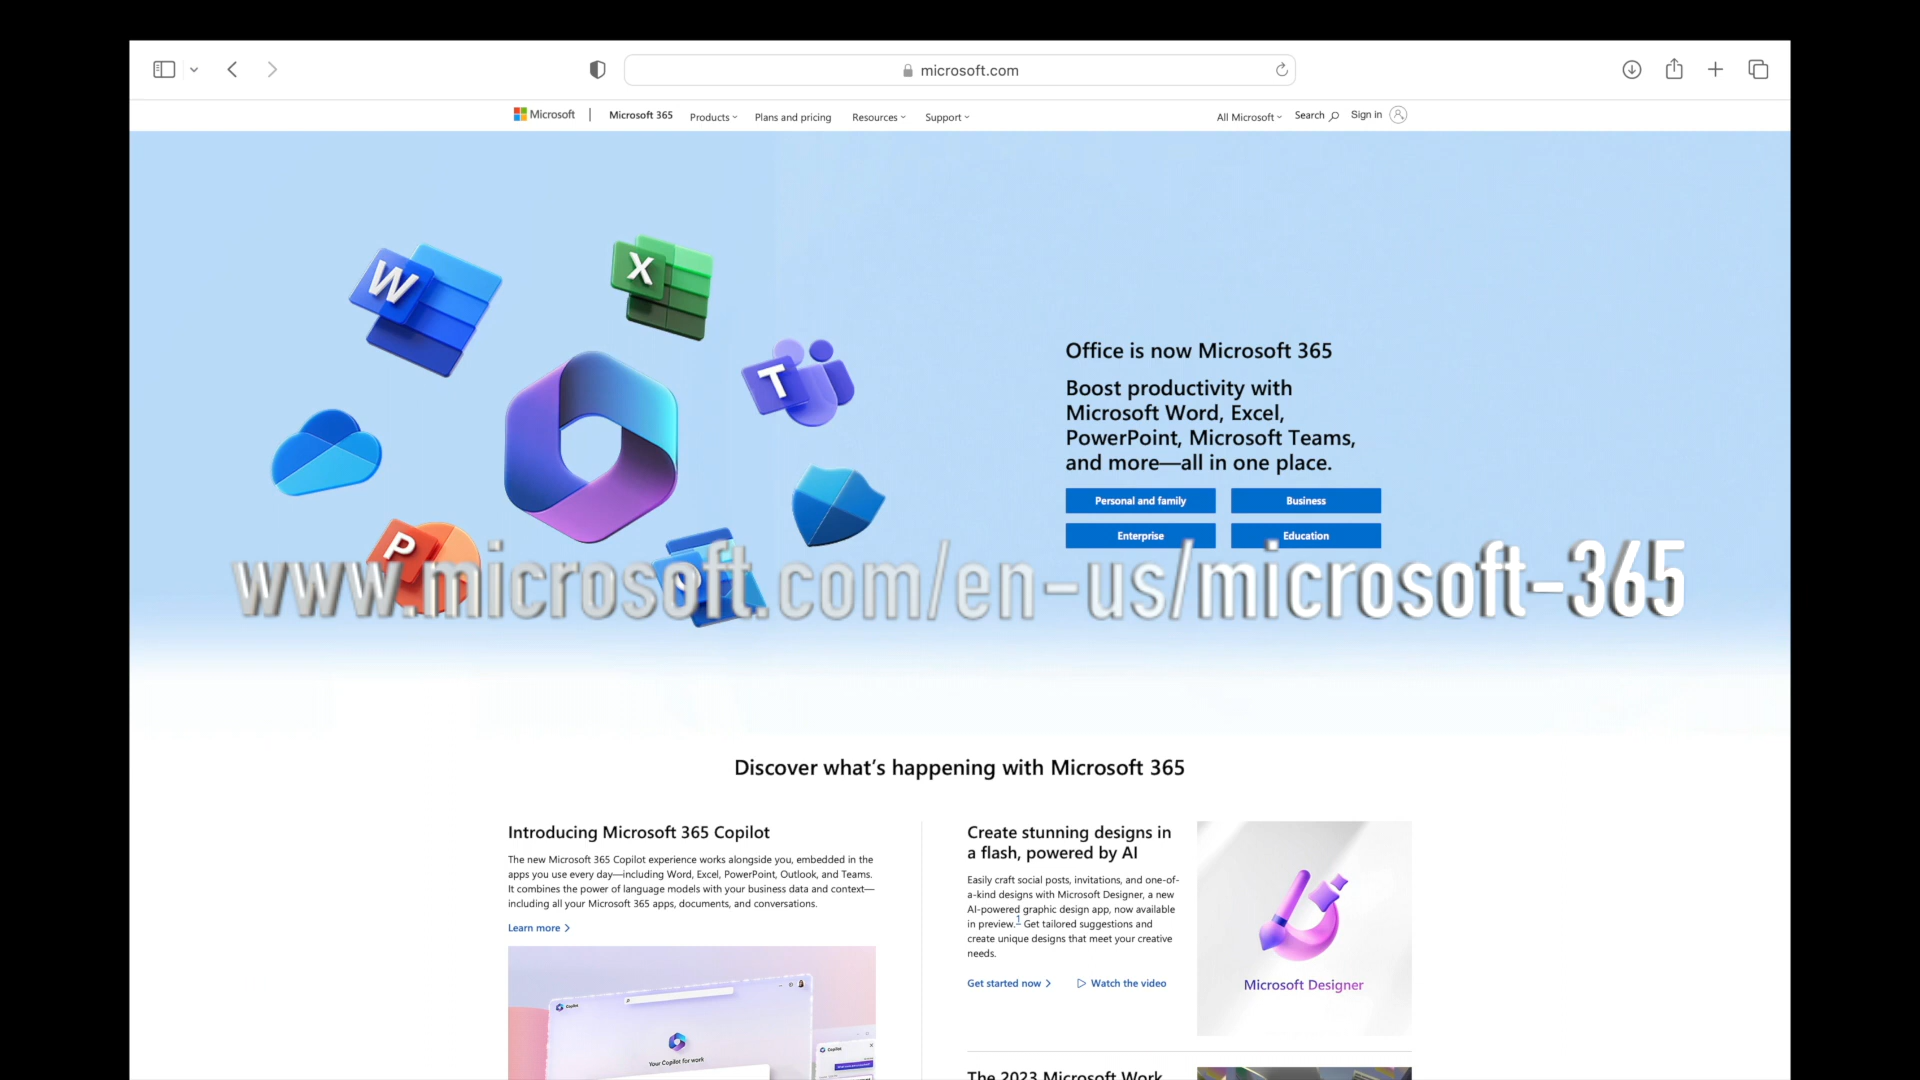 microsoft.com
Microsoft
Microsoft 365
Products
Plans and pricing
Resources
Support
All Microsoft
Search
Sign in
W
X
T
P
Office is now Microsoft 365
Boost productivity with
Microsoft Word, Excel,
PowerPoint, Microsoft Teams,
and more—all in one place.
Personal and family
Business
Enterprise
Education
www.microsoft.com/en-us/microsoft-365
Discover what’s happening with Microsoft 365
Introducing Microsoft 365 Copilot
The new Microsoft 365 Copilot experience works alongside you, embedded in the
apps you use every day—including Word, Excel, PowerPoint, Outlook, and Teams.
It combines the power of language models with your business data and context—
including all your Microsoft 365 apps, documents, and conversations.
Learn more
Copilot
Your Copilot for work
Copilot
Create stunning designs in
a flash, powered by AI
Easily craft social posts, invitations, and one-of-
a-kind designs with Microsoft Designer, a new
AI-powered graphic design app, now available
in preview.1 Get tailored suggestions and
create unique designs that meet your creative
needs.
Get started now
Watch the video
Microsoft Designer
The 2023 Microsoft Work